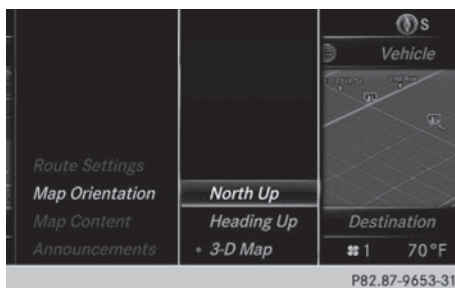 S
Vehicle
Route Settings
Map Orientation
North Up
Map Content
Heading Up
Destination
Announcements
3-D Map
1
70°F
P82.87-9653-31